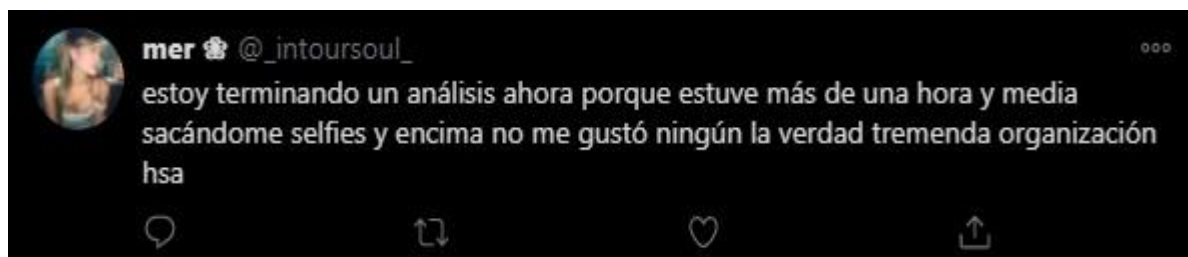 mer ❀ @_intoursoul_
estoy terminando un análisis ahora porque estuve más de una hora y media
sacándome selfies y encima no me gustó ningún la verdad tremenda organización
hsa